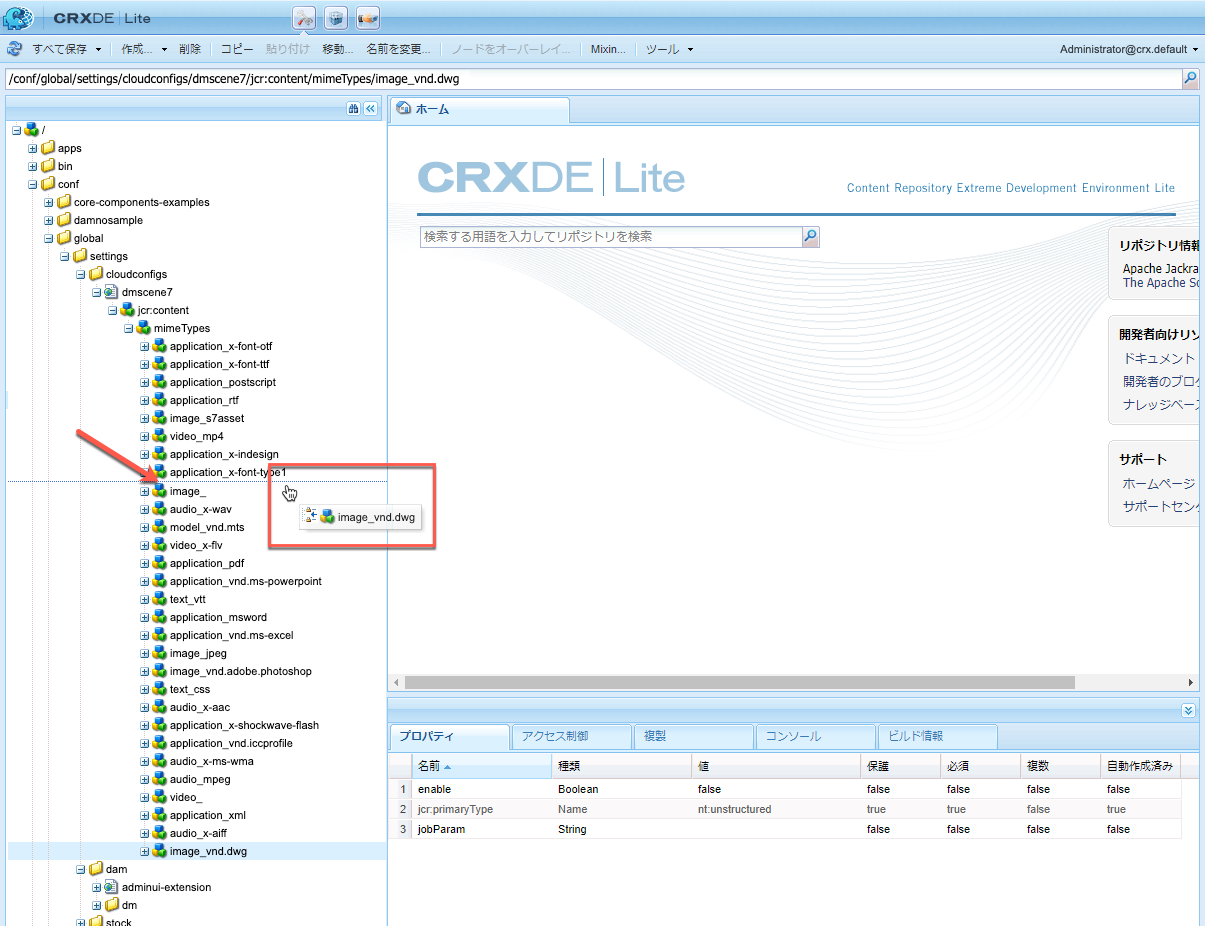 CRXDE | Lite
すべて保存 作成... 削除 コピー 貼り付け 移動... 名前を変更... ノードをオーバーレイ... Mixin... ツール Administrator@crx.default
/conf/global/settings/cloudconfigs/dmscene7/jcr:content/mimeTypes/image_vnd.dwg
/
apps
bin
conf
core-components-examples
damnosample
global
settings
cloudconfigs
dmscene7
jcr:content
mimeTypes
application_x-font-otf
application_x-font-ttf
application_postscript
application_rtf
image_s7asset
video_mp4
application_x-indesign
application_x-font-type1
image_
audio_x-wav
model_vnd.mts
video_x-flv
application_pdf
application_vnd.ms-powerpoint
text_vtt
application_msword
application_vnd.ms-excel
image_jpeg
image_vnd.adobe.photoshop
text_css
audio_x-aac
application_x-shockwave-flash
application_vnd.iccprofile
audio_x-ms-wma
audio_mpeg
video_
application_xml
audio_x-aiff
image_vnd.dwg
dam
adminui-extension
dm
stock
image_vnd.dwg
ホーム
CRXDE | Lite
Content Repository Extreme Development Environment Lite
検索する用語を入力してリポジトリを検索
リポジトリ情報
Apache Jackra
The Apache So
開発者向けリソ
ドキュメント
開発者のブログ
ナレッジベース
サポート
ホームページ
サポートセン
プロパティ アクセス制御 複製 コンソール ビルド情報
名前 種類 値 保護 必須 複数 自動作成済み
1 enable Boolean false false false false false
2 jcr:primaryType Name nt:unstructured true true false true
3 jobParam String false false false false